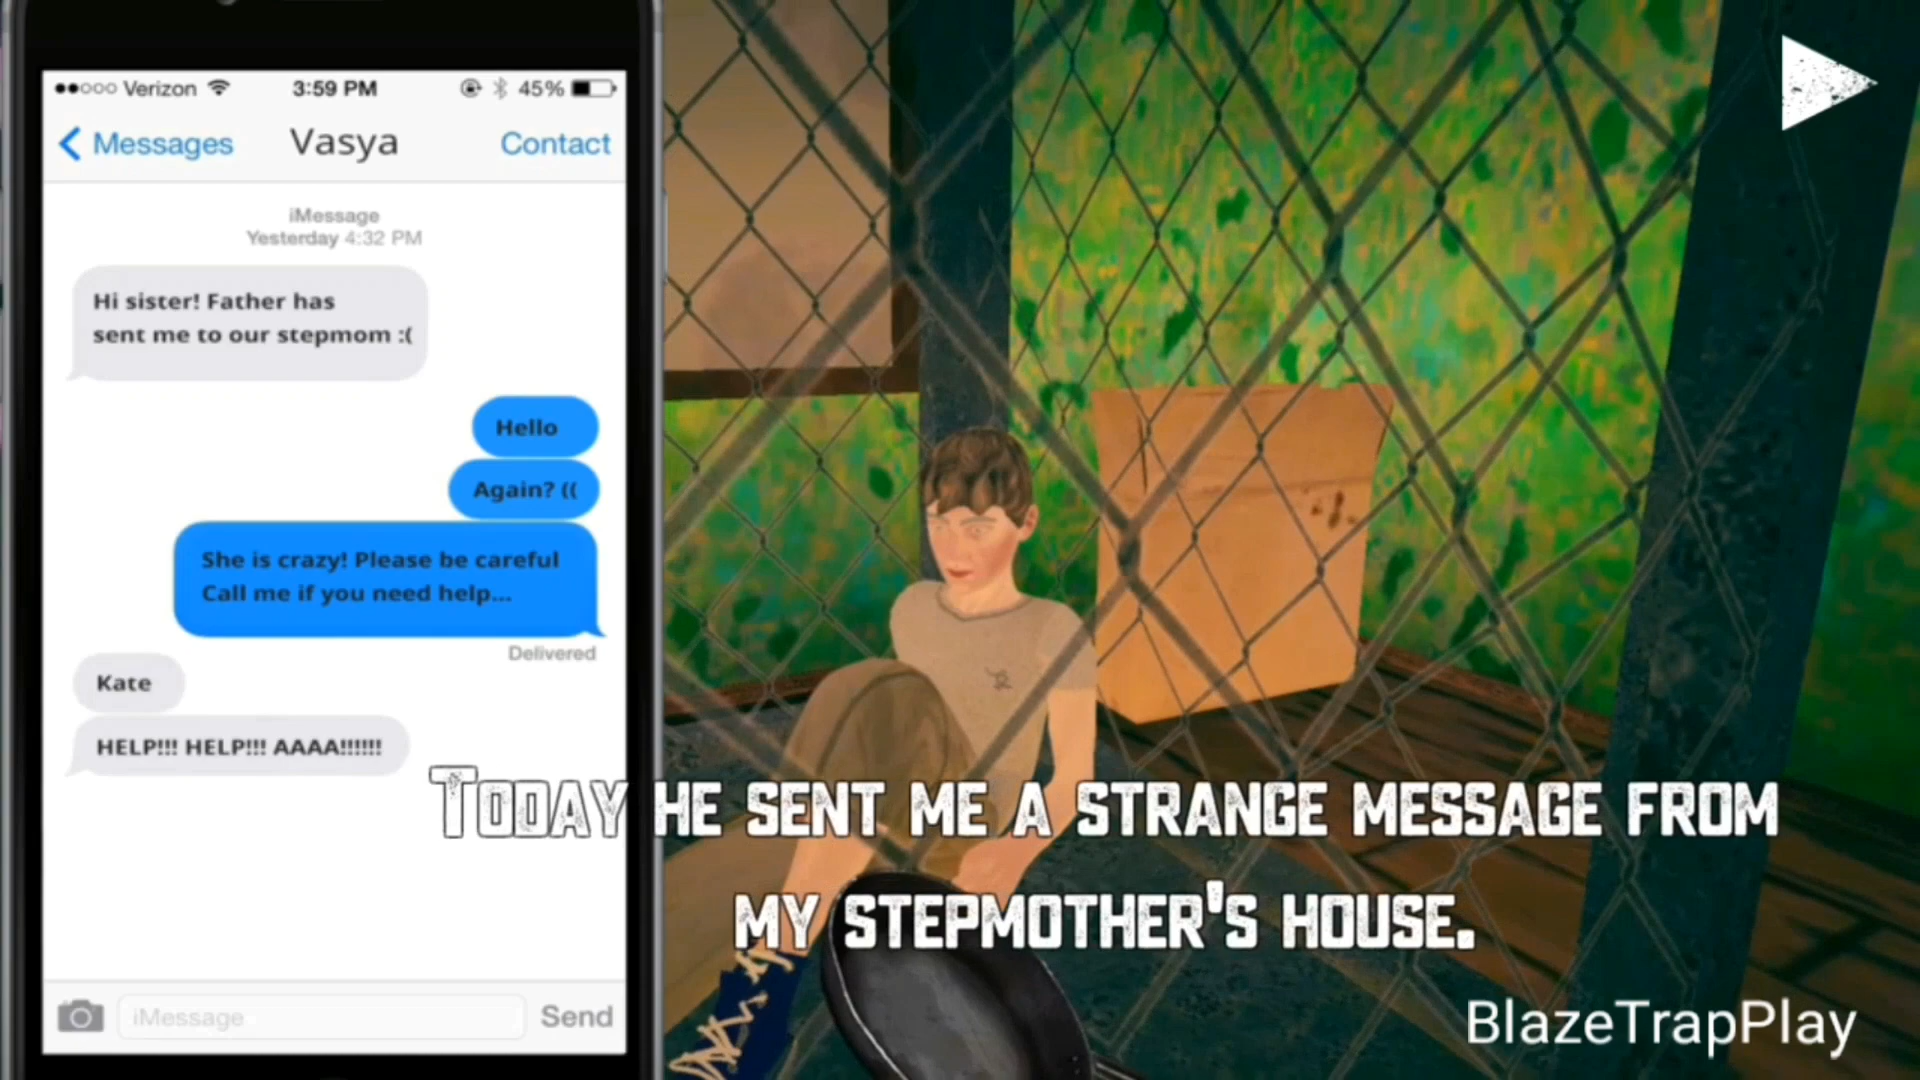 Verizon 3:59 PM 45%
Messages Vasya Contact
iMessage
Yesterday 4:32 PM
Hi sister! Father has
sent me to our stepmom :(
Hello
Again? ((
She is crazy! Please be careful
Call me if you need help...
Delivered
Kate
HELP!!! HELP!!! AAAA!!!!!!
TODAY HE SENT ME A STRANGE MESSAGE FROM
MY STEPMOTHER'S HOUSE.
iMessage Send
BlazeTrapPlay